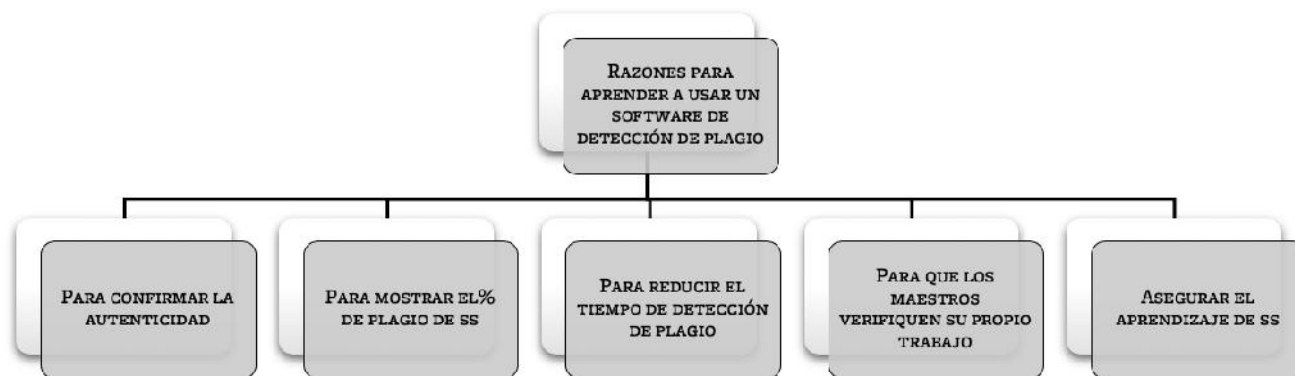 Razones para
aprender a usar un
software de
detección de plagio
Para confirmar la
autenticidad
Para mostrar el%
de plagio de ss
Para reducir el
tiempo de detección
de plagio
Para que los
maestros
verifiquen su propio
trabajo
Asegurar el
aprendizaje de ss